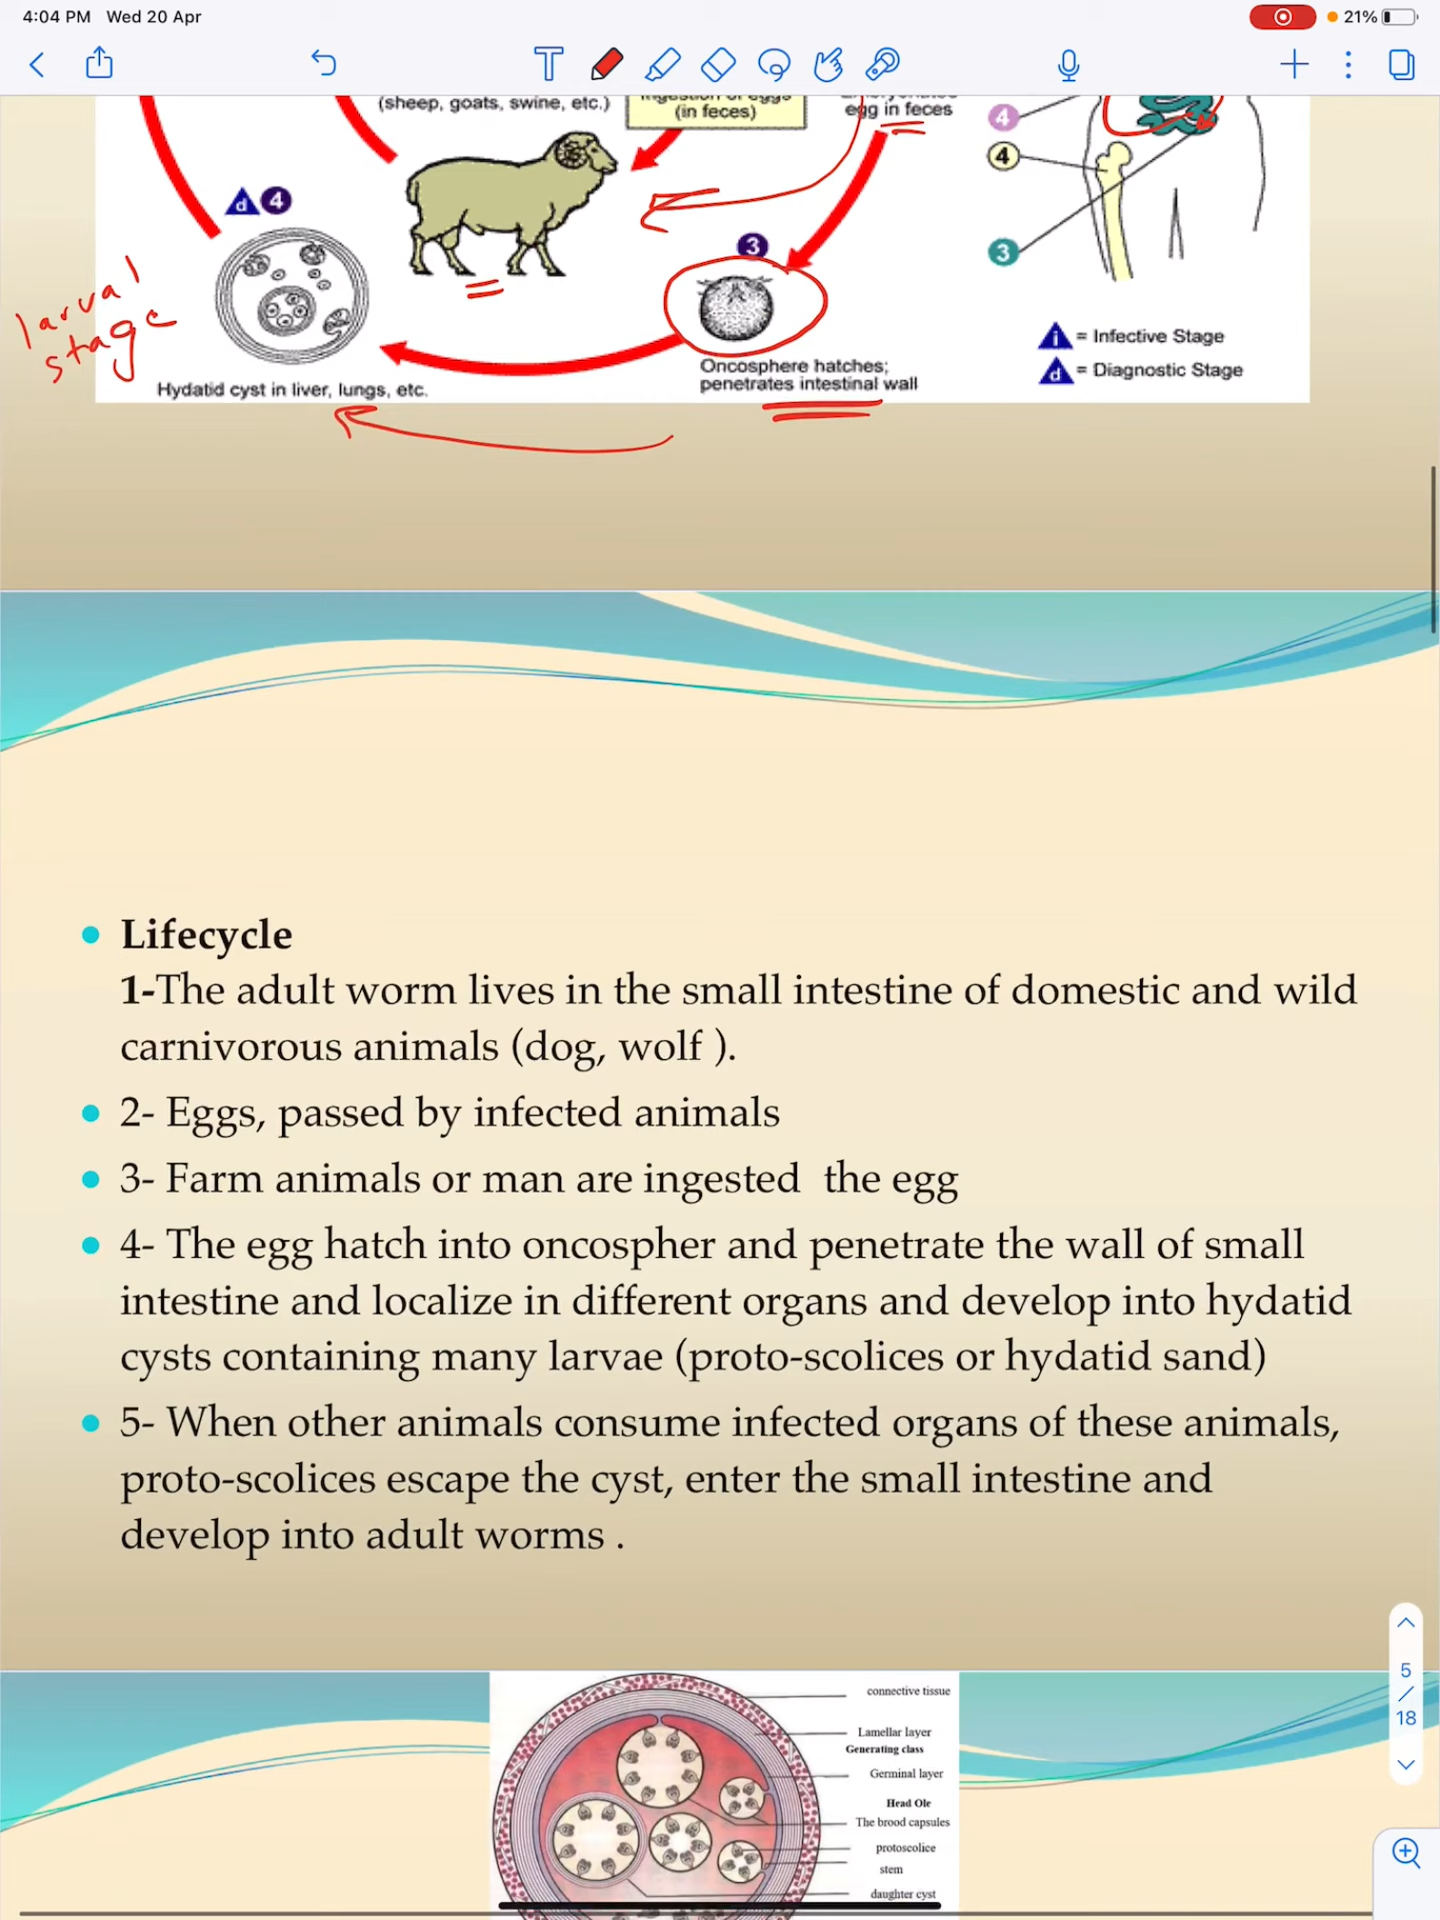 4:04 PM Wed 20 Apr
21%
(sheep, goats, swine, etc.)
Ingestion of eggs
(in feces)
egg in feces
4
4
3
d 4
3
larval
stage
Hydatid cyst in liver, lungs, etc.
Oncosphere hatches;
penetrates intestinal wall
i = Infective Stage
d = Diagnostic Stage
Lifecycle
1-The adult worm lives in the small intestine of domestic and wild
carnivorous animals (dog, wolf ).
2- Eggs, passed by infected animals
3- Farm animals or man are ingested the egg
4- The egg hatch into oncospher and penetrate the wall of small
intestine and localize in different organs and develop into hydatid
cysts containing many larvae (proto-scolices or hydatid sand)
5- When other animals consume infected organs of these animals,
proto-scolices escape the cyst, enter the small intestine and
develop into adult worms .
5
/
18
connective tissue
Lamellar layer
Generating class
Germinal layer
Head Ole
The brood capsules
protoscolice
stem
daughter cyst